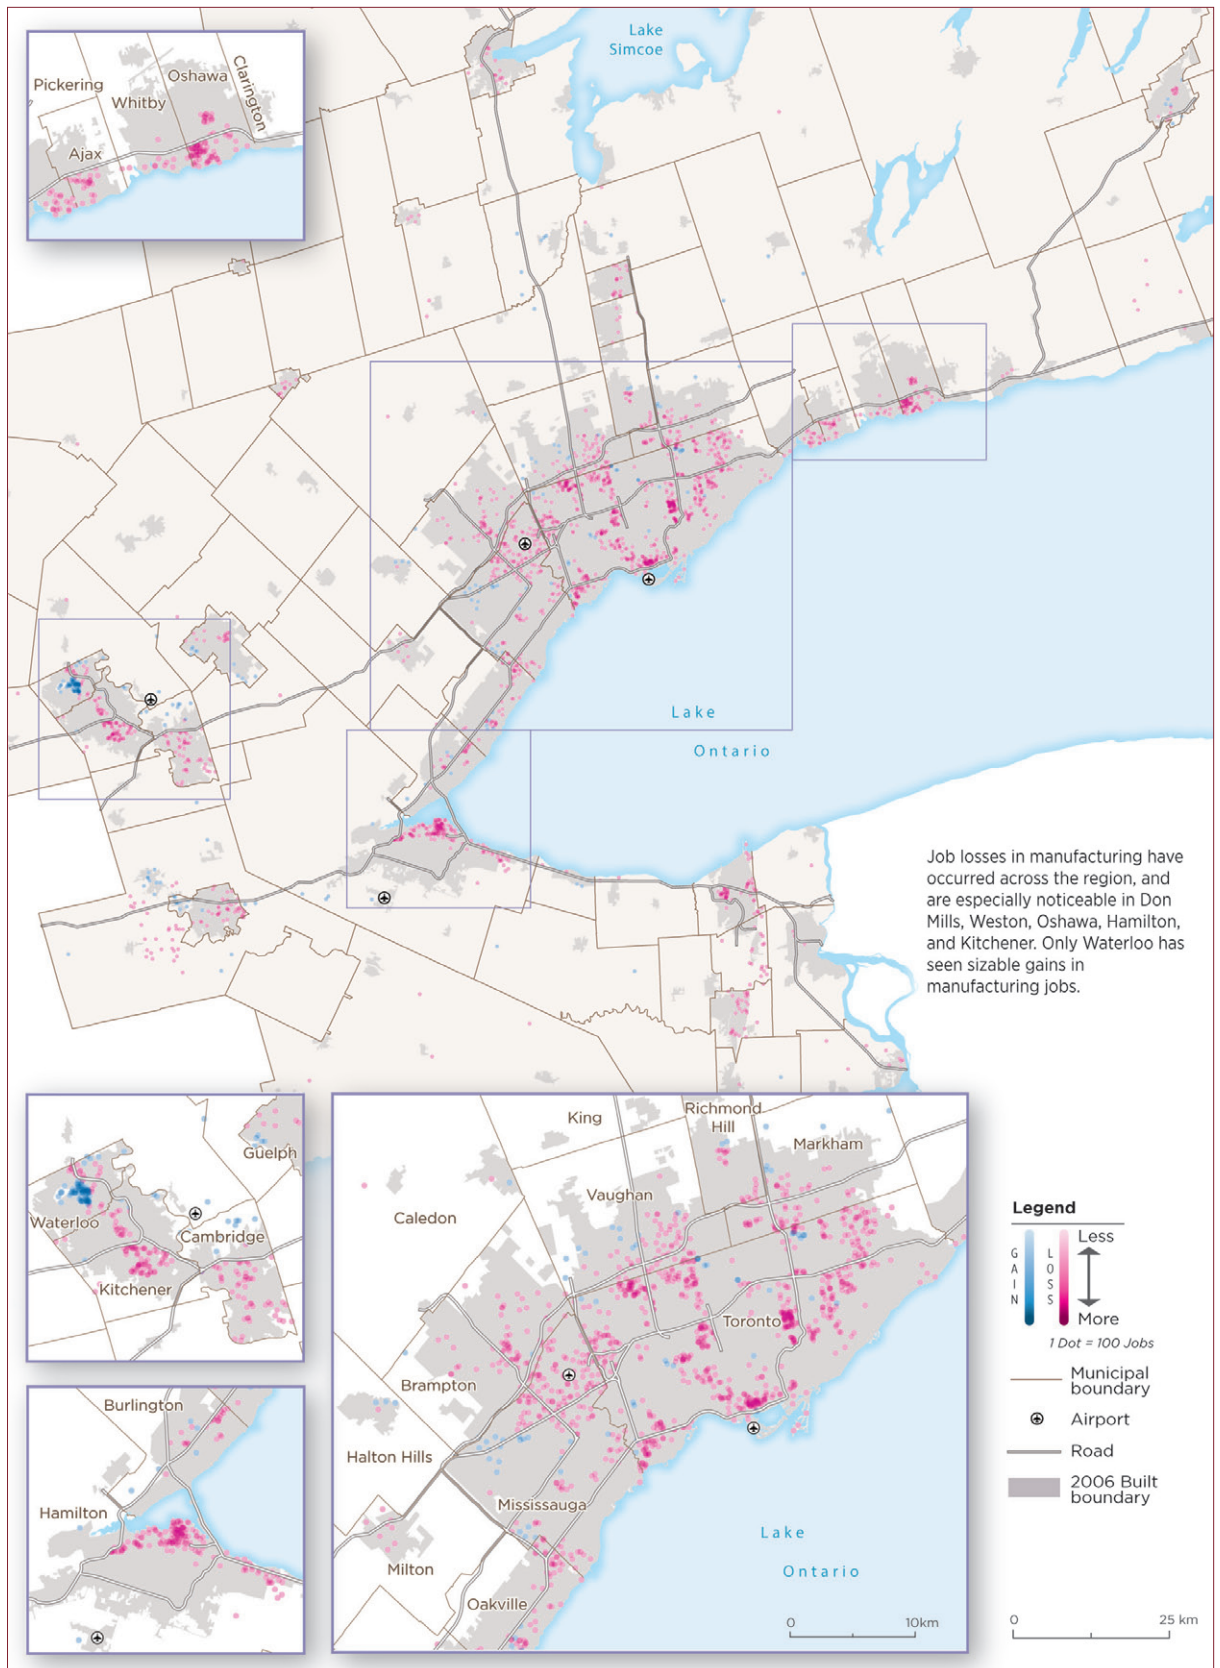 Lake
Simcoe
Pickering
Whitby
Oshawa
Clarington
Ajax
Lake
Ontario
Job losses in manufacturing have
occurred across the region, and
are especially noticeable in Don
Mills, Weston, Oshawa, Hamilton,
and Kitchener. Only Waterloo has
seen sizable gains in
manufacturing jobs.
Guelph
Waterloo
Cambridge
Kitchener
Burlington
Hamilton
King
Richmond
Hill
Markham
Vaughan
Caledon
Toronto
Brampton
Halton Hills
Mississauga
Milton
Oakville
Lake
Ontario
0 10km
Legend
GAIN
LOSS
Less
More
1 Dot = 100 Jobs
Municipal
boundary
Airport
Road
2006 Built
boundary
0 25 km